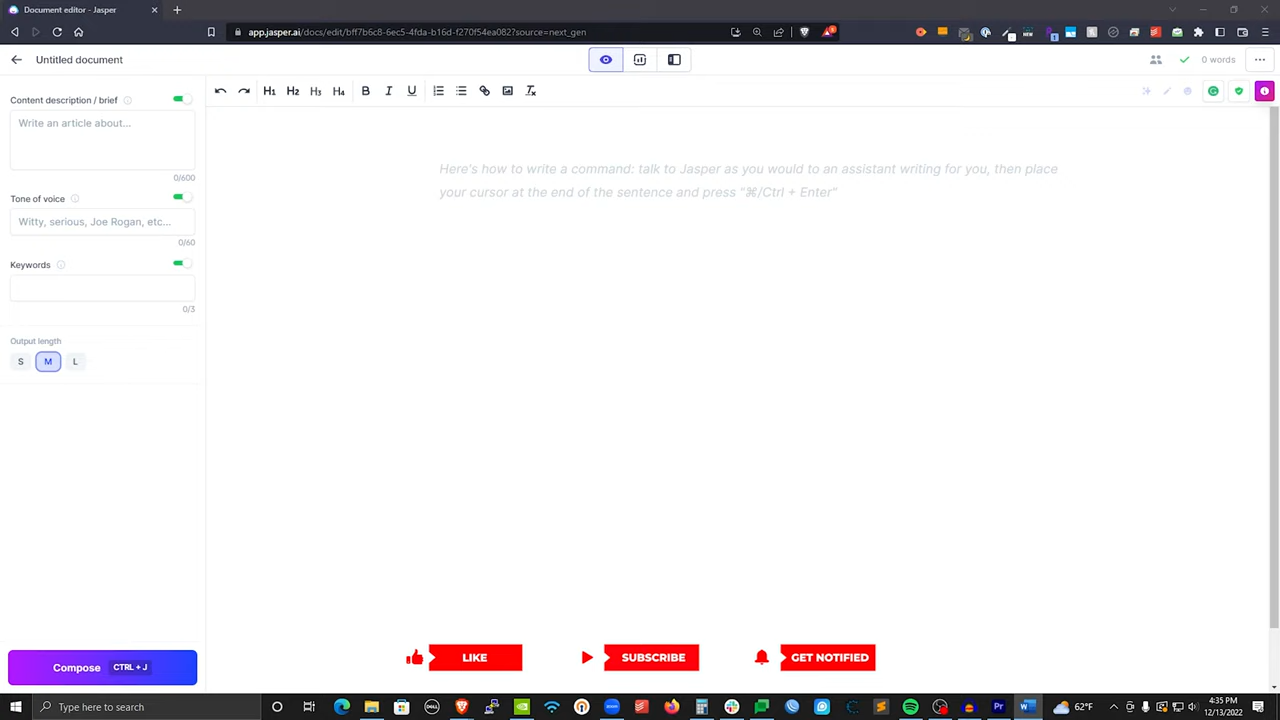 Document editor - Jasper
app.jasper.ai/docs/edit/bff7b6c8-6ec5-4fda-b16d-f270f54ea082?source=next_gen
Untitled document
0 words
Content description / brief
Write an article about...
0/600
Tone of voice
Witty, serious, Joe Rogan, etc...
0/60
Keywords
0/3
Output length
S M L
Compose CTRL + J
H1 H2 H3 H4 B I U
Here's how to write a command: talk to Jasper as you would to an assistant writing for you, then place
your cursor at the end of the sentence and press "⌘/Ctrl + Enter"
LIKE
SUBSCRIBE
GET NOTIFIED
Type here to search
62°F
4:35 PM
12/13/2022